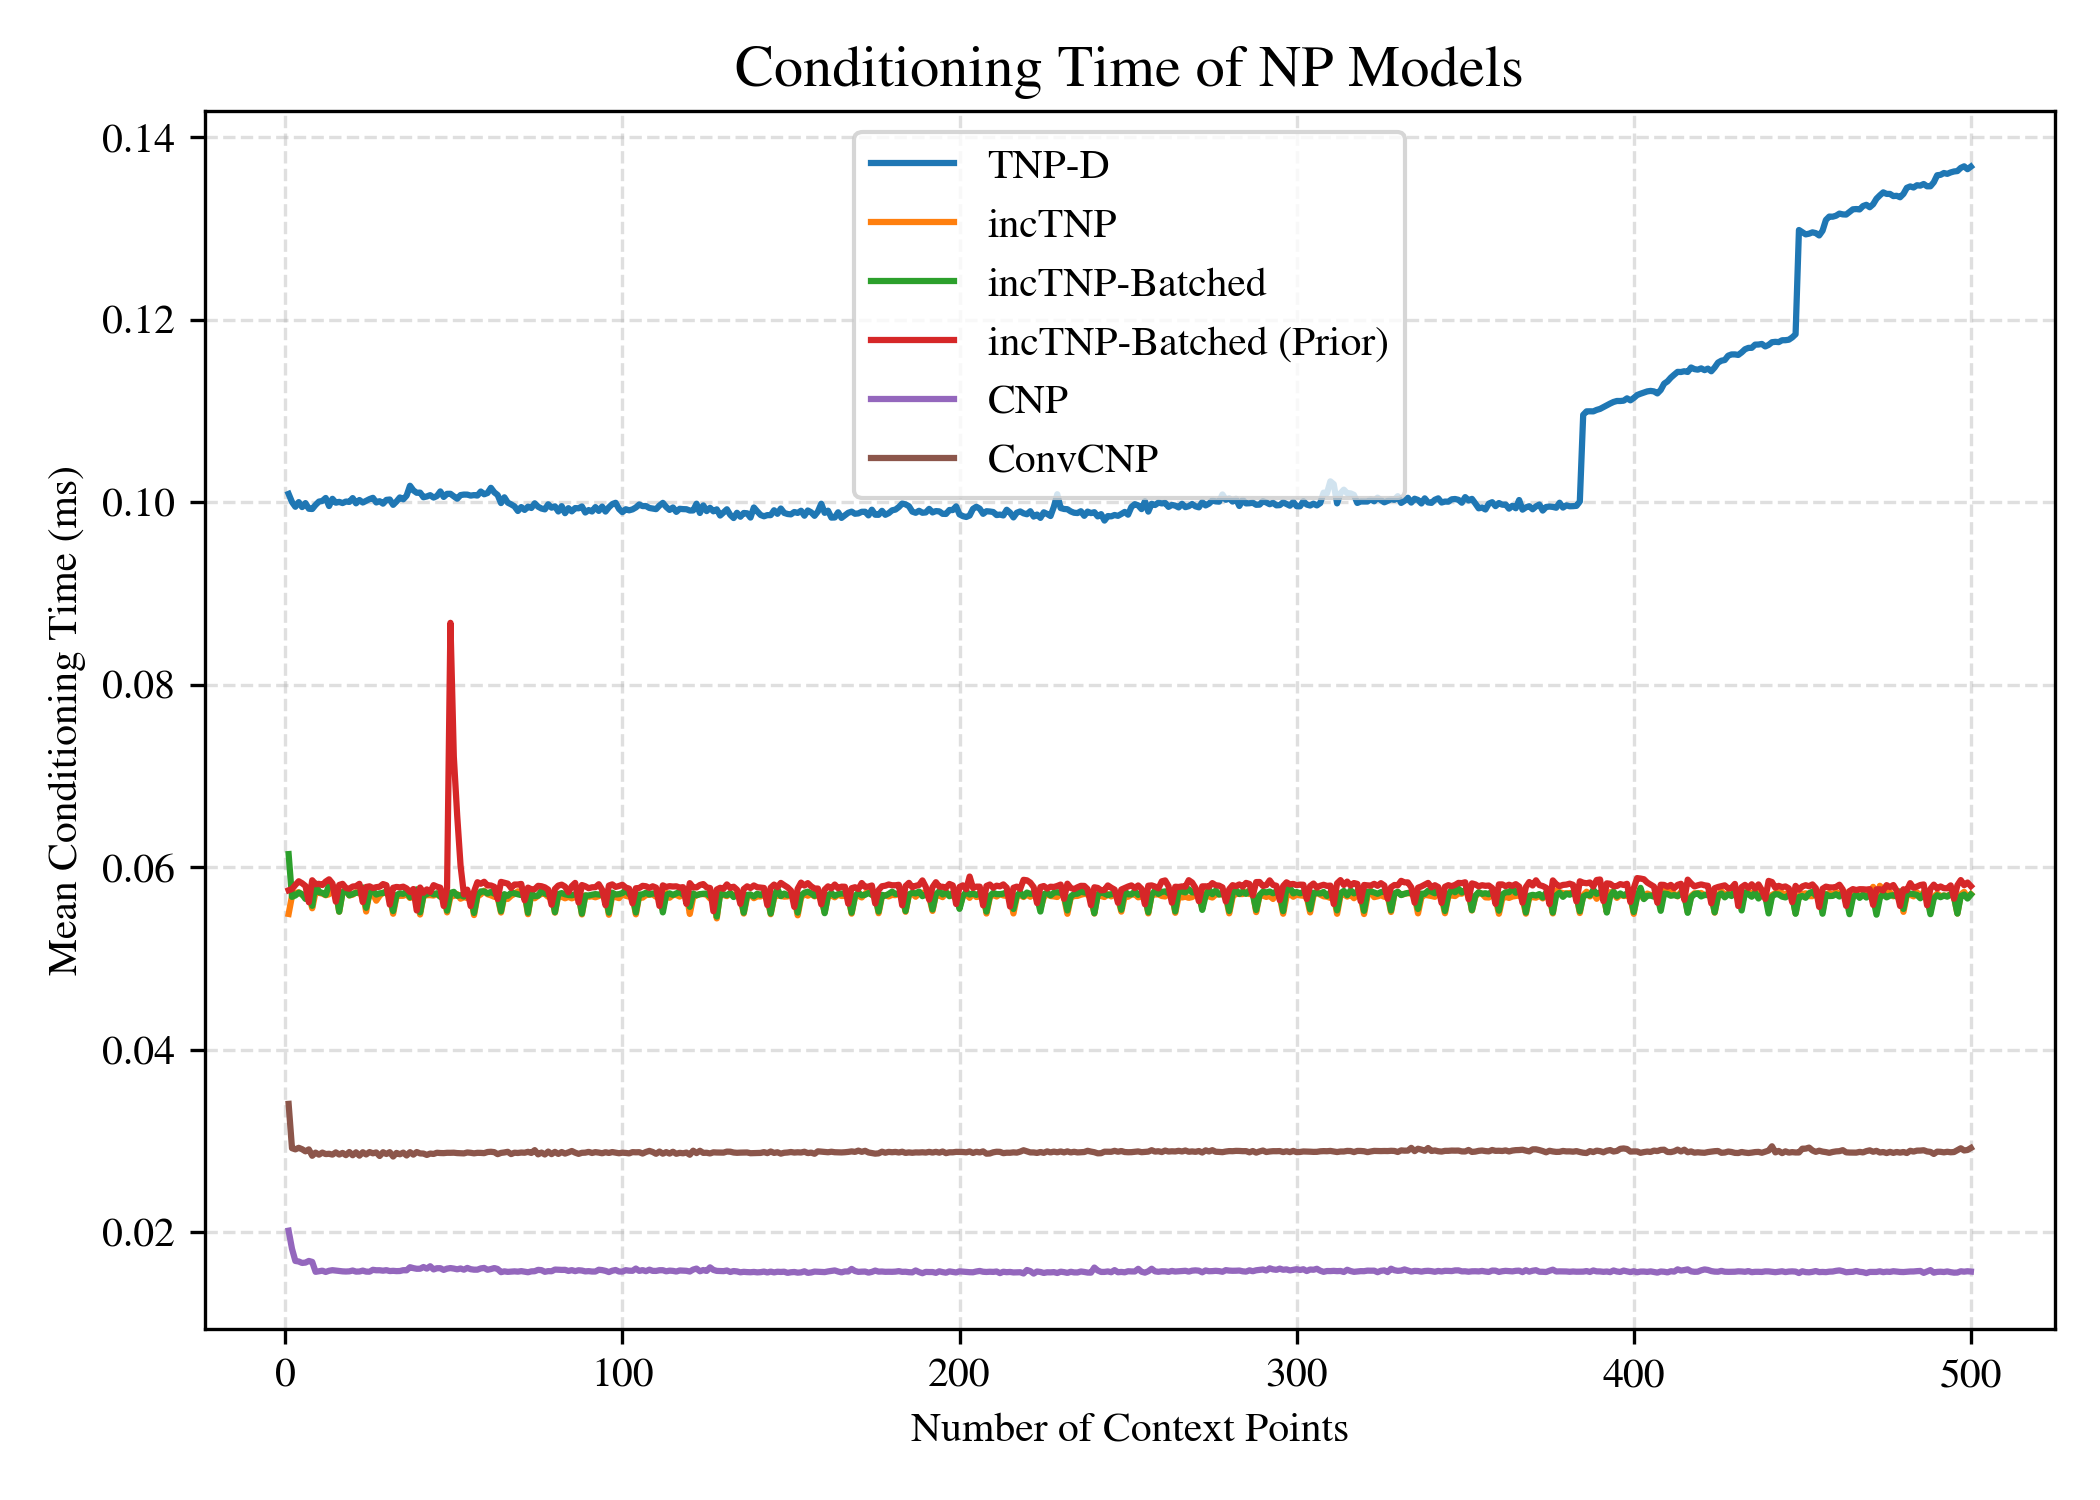 Conditioning Time of NP Models
Mean Conditioning Time (ms)
0.14
0.12
0.10
0.08
0.06
0.04
0.02
TNP-D
incTNP
incTNP-Batched
incTNP-Batched (Prior)
CNP
ConvCNP
0 100 200 300 400 500
Number of Context Points